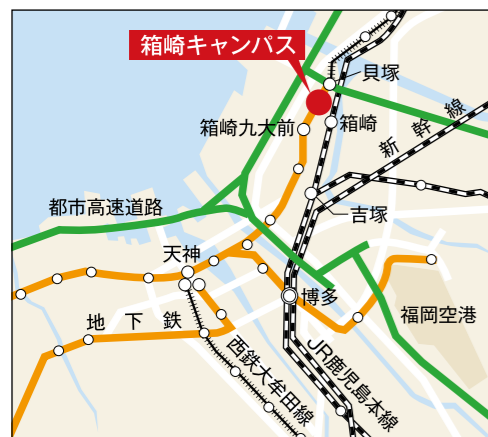 箱崎キャンパス
貝塚
箱崎九大前
箱崎
新幹線
都市高速道路
吉塚
天神
博多
福岡空港
地下鉄
西鉄大牟田線
JR鹿児島本線